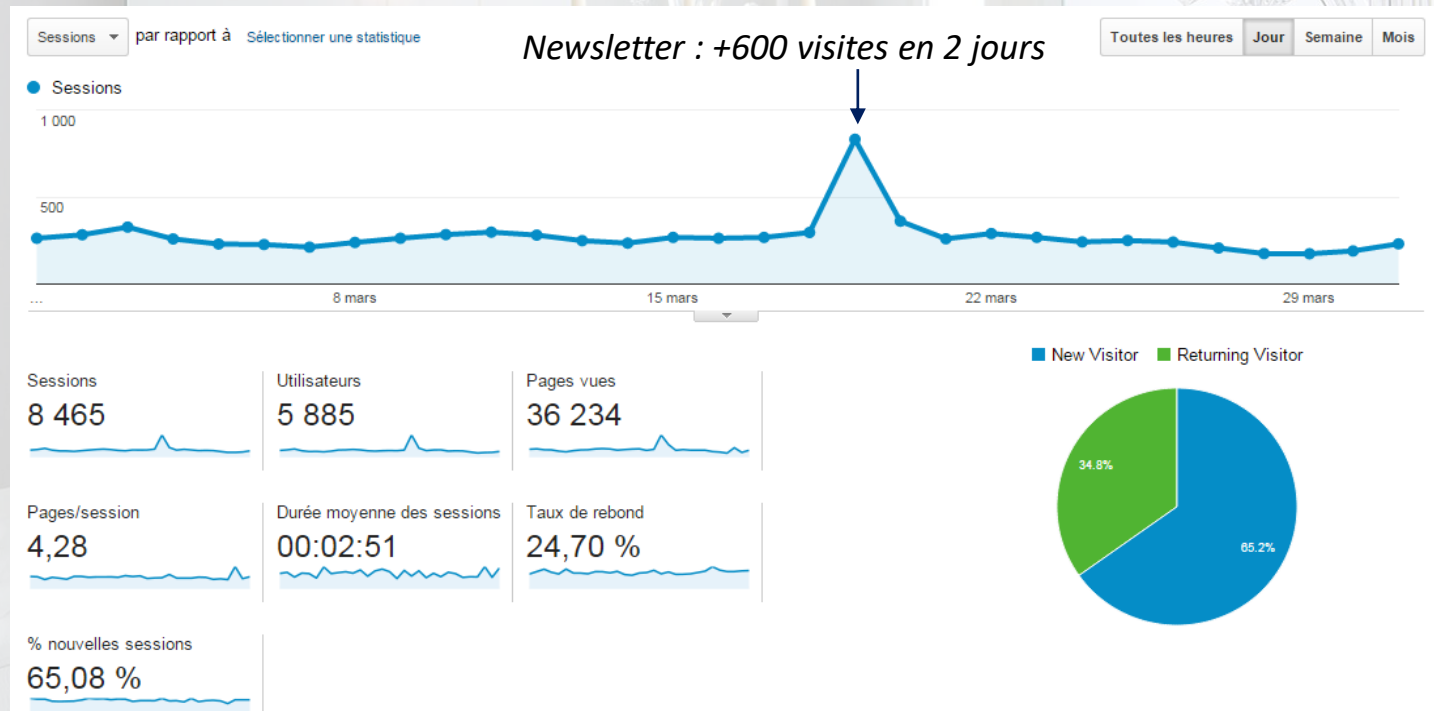 Sessions par rapport à Sélectionner une statistique
Newsletter : +600 visites en 2 jours
Toutes les heures Jour Semaine Mois
Sessions
1 000
500
... 8 mars 15 mars 22 mars 29 mars
New Visitor Returning Visitor
Sessions Utilisateurs Pages vues
8 465 5 885 36 234
34.8%
65.2%
Pages/session Durée moyenne des sessions Taux de rebond
4,28 00:02:51 24,70 %
% nouvelles sessions
65,08 %